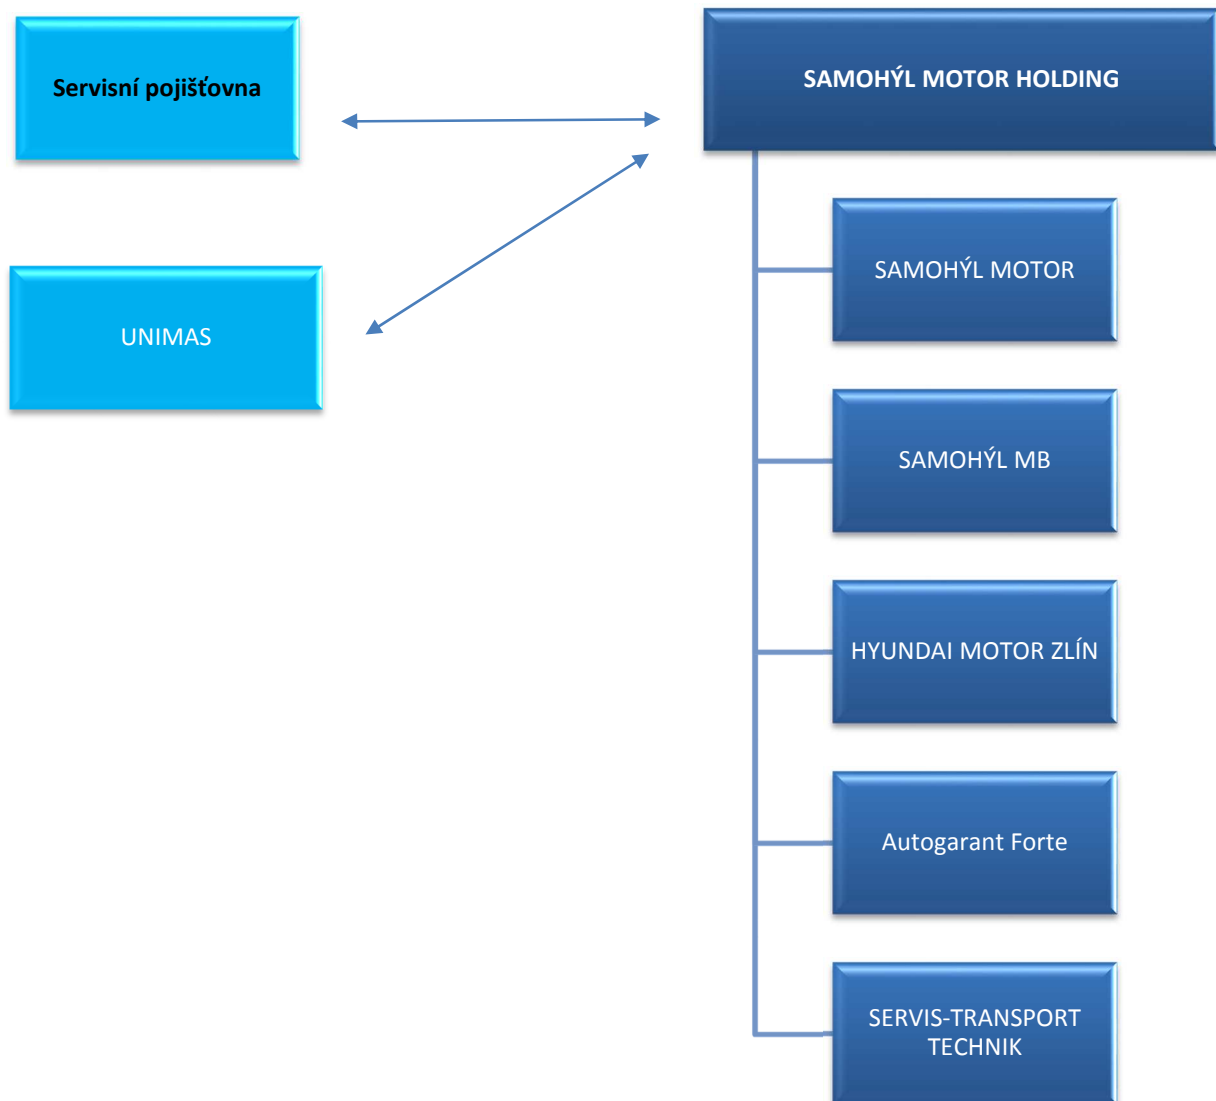 Servisní pojišťovna
SAMOHÝL MOTOR HOLDING
SAMOHÝL MOTOR
UNIMAS
SAMOHÝL MB
HYUNDAI MOTOR ZLÍN
Autogarant Forte
SERVIS-TRANSPORT
TECHNIK